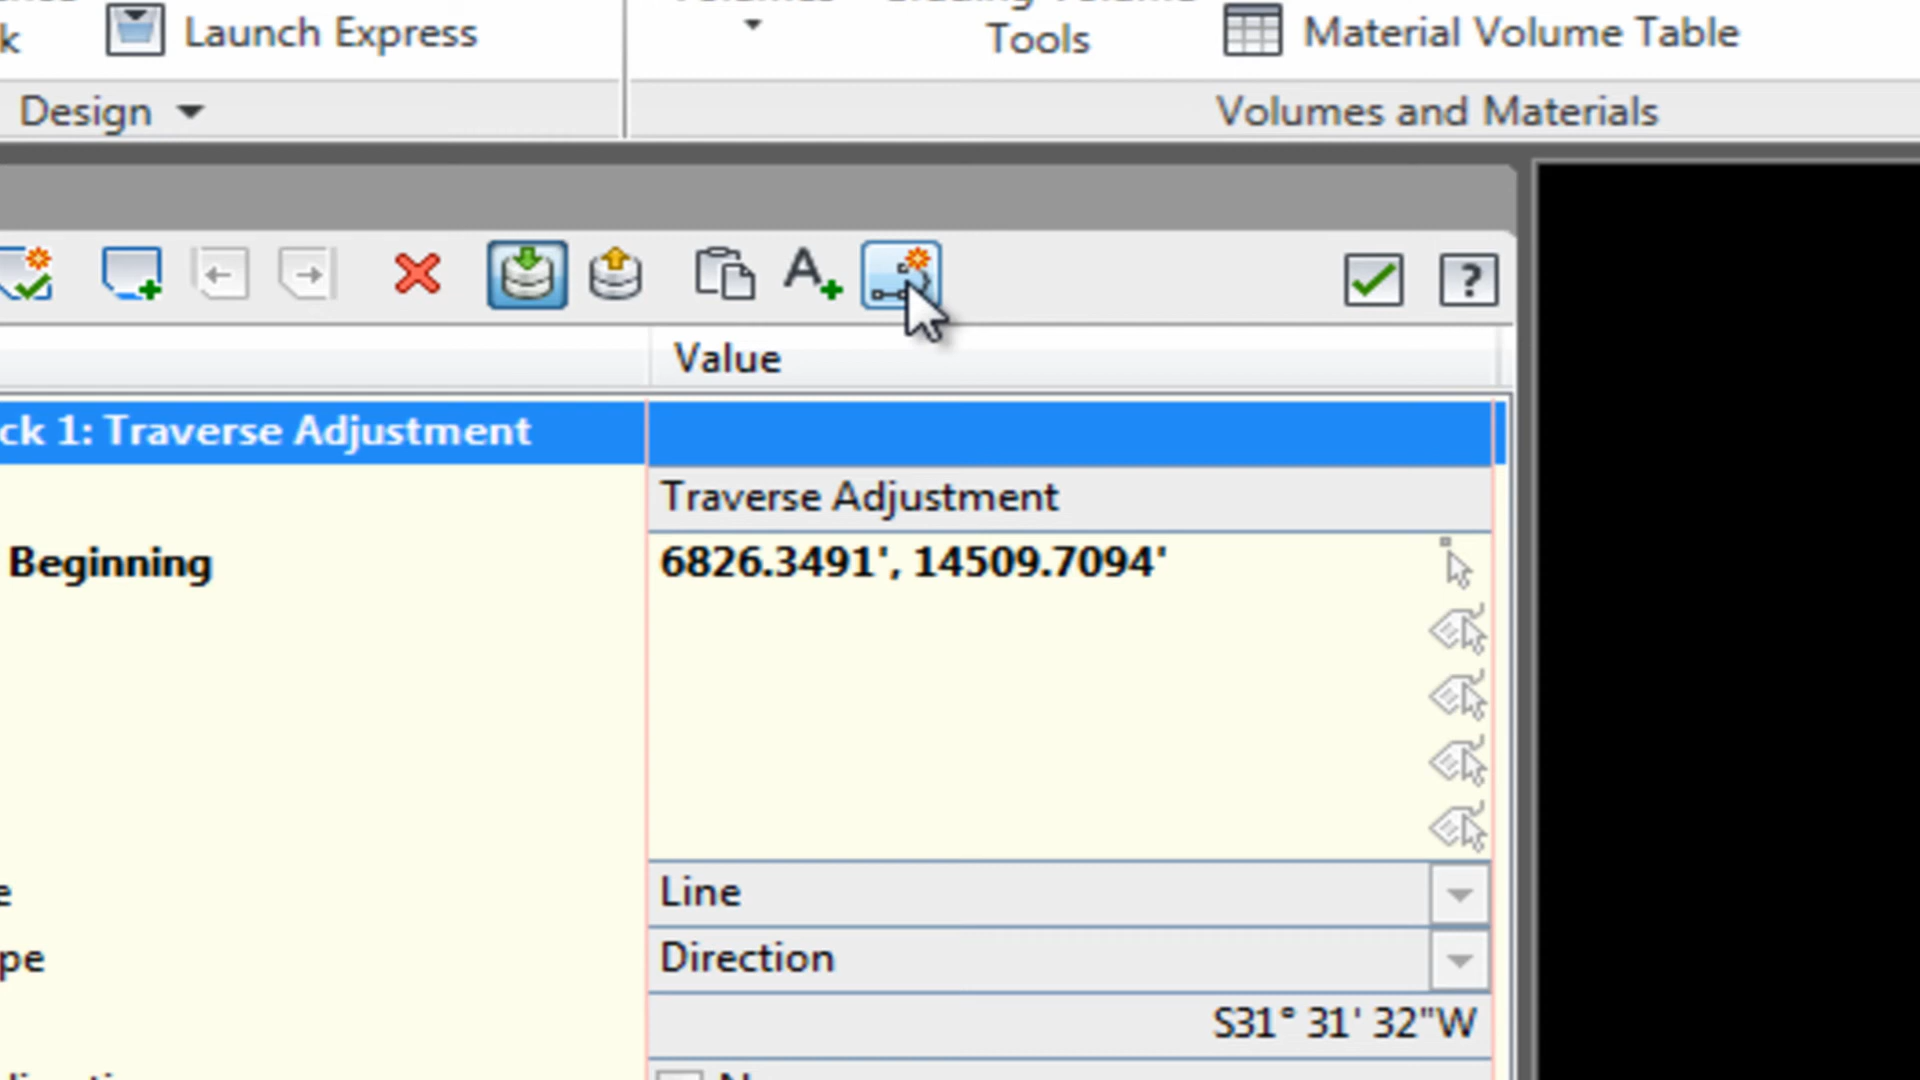 k
Launch Express
Tools
Material Volume Table
Design
Volumes and Materials
A
?
Value
ck 1: Traverse Adjustment
Traverse Adjustment
Beginning
6826.3491', 14509.7094'
e
Line
pe
Direction
S31° 31' 32"W